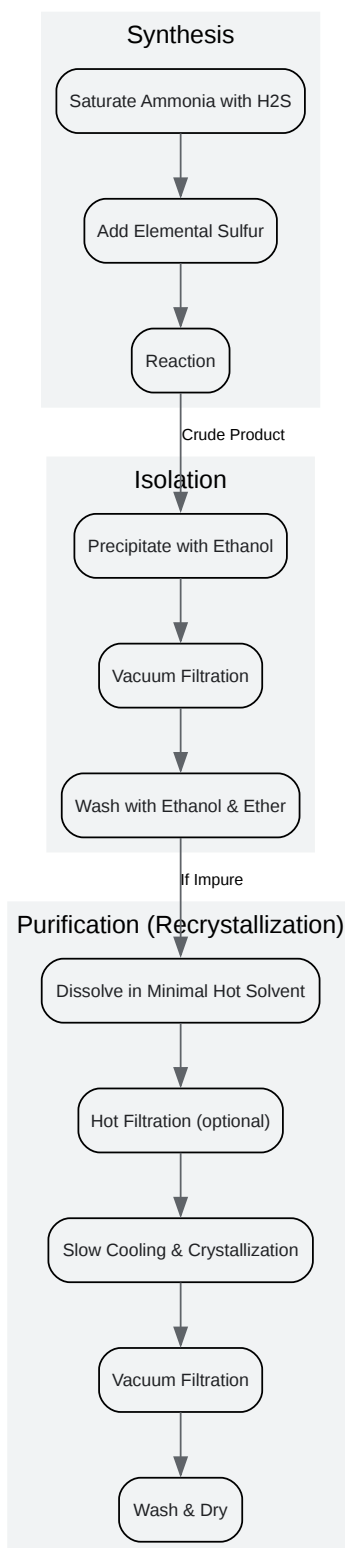 Synthesis
Saturate Ammonia with H2S
Add Elemental Sulfur
Reaction
Crude Product
Isolation
Precipitate with Ethanol
Vacuum Filtration
Wash with Ethanol & Ether
If Impure
Purification (Recrystallization)
Dissolve in Minimal Hot Solvent
Hot Filtration (optional)
Slow Cooling & Crystallization
Vacuum Filtration
Wash & Dry